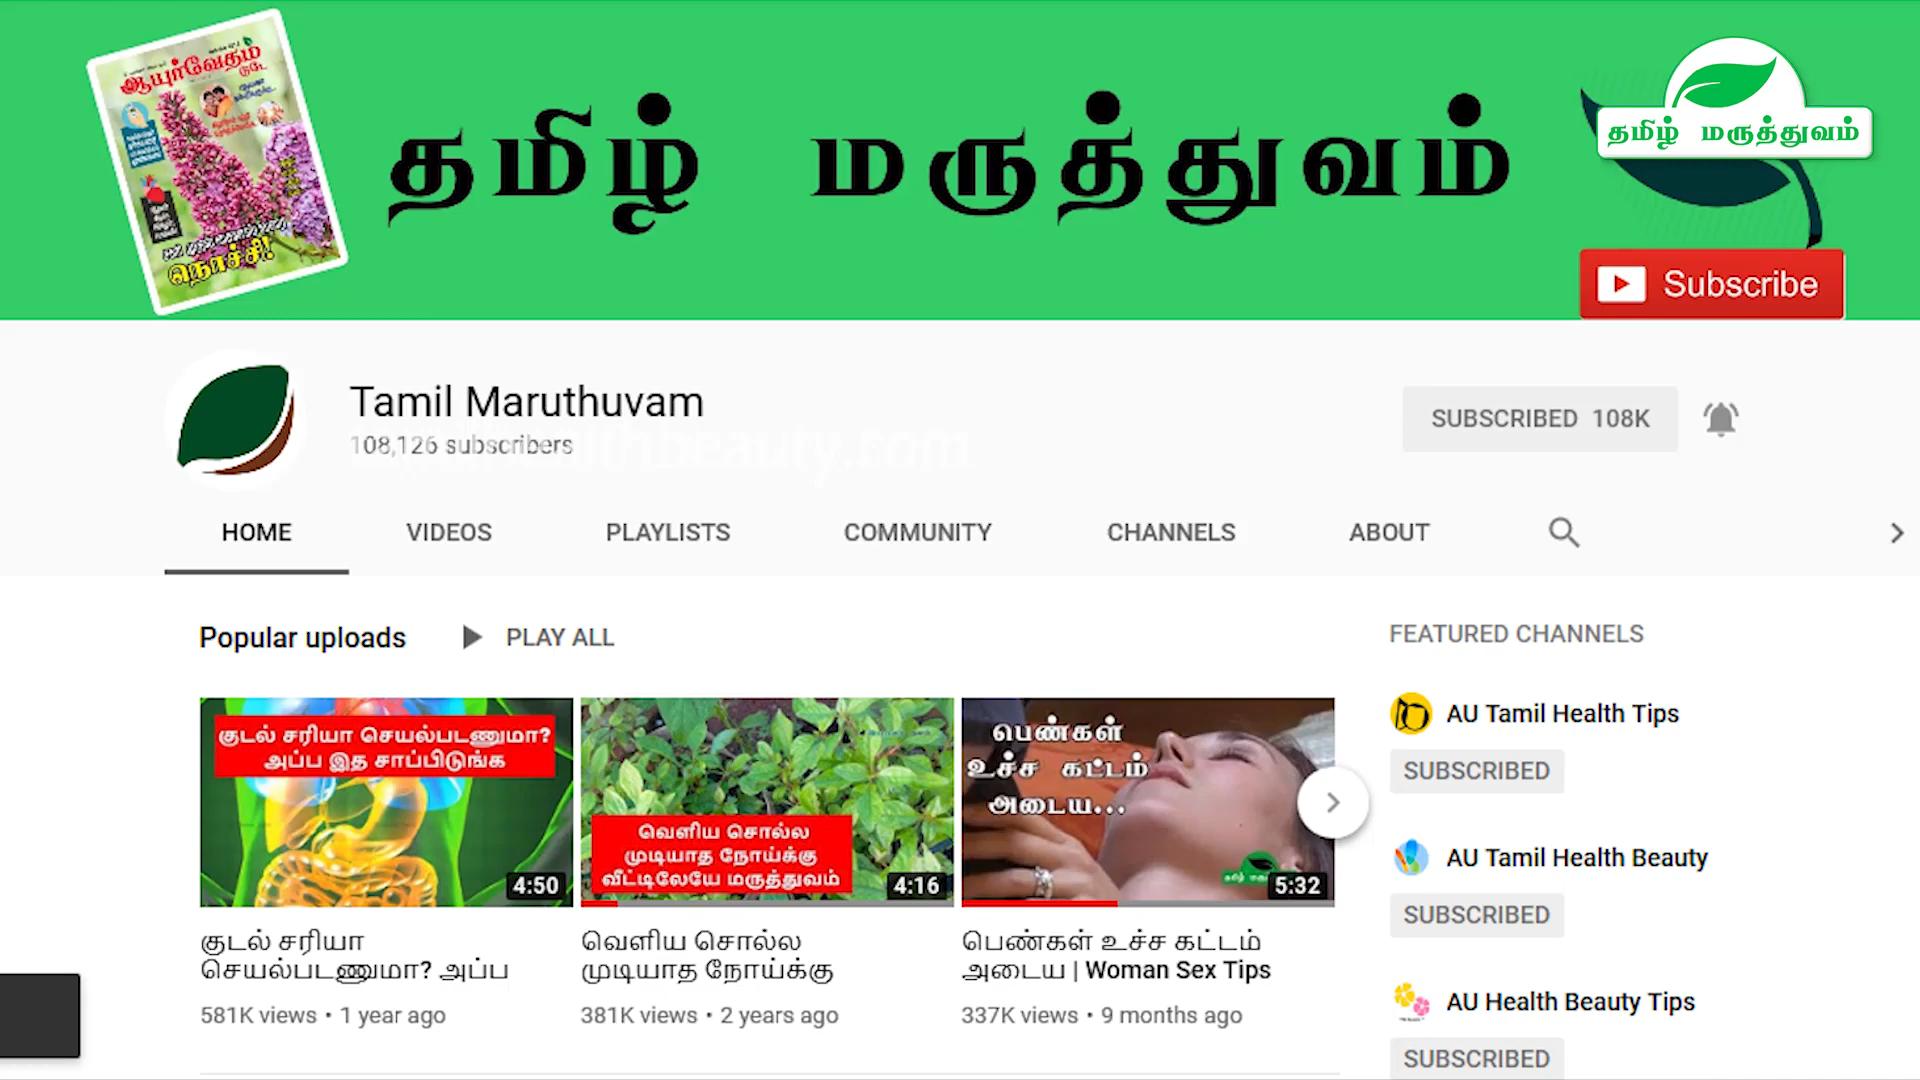 ஆயுர்வேதம்
டுடே
நொச்சி!
தமிழ் மருத்துவம்
தமிழ் மருத்துவம்
Subscribe
Tamil Maruthuvam
108,126 subscribers
SUBSCRIBED 108K
HOME VIDEOS PLAYLISTS COMMUNITY CHANNELS ABOUT
Popular uploads PLAY ALL
குடல் சரியா செயல்படணுமா?
அப்ப இத சாப்பிடுங்க
4:50
குடல் சரியா
செயல்படணுமா? அப்ப
581K views • 1 year ago
வெளிய சொல்ல
முடியாத நோய்க்கு
வீட்டிலேயே மருத்துவம்
4:16
வெளிய சொல்ல
முடியாத நோய்க்கு
381K views • 2 years ago
பெண்கள்
உச்ச கட்டம்
அடைய...
5:32
பெண்கள் உச்ச கட்டம்
அடைய | Woman Sex Tips
337K views • 9 months ago
FEATURED CHANNELS
AU Tamil Health Tips
SUBSCRIBED
AU Tamil Health Beauty
SUBSCRIBED
AU Health Beauty Tips
SUBSCRIBED